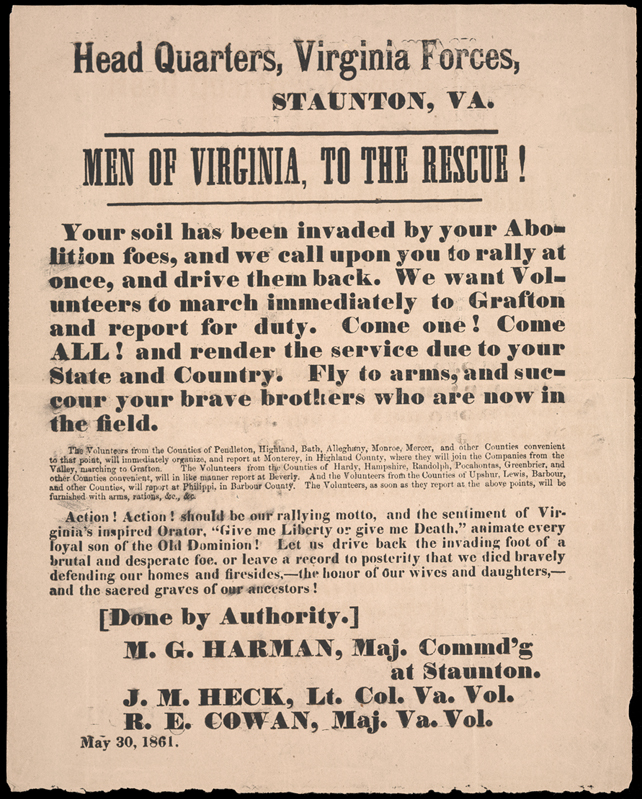 Head Quarters, Virginia Forces,
STAUNTON, VA.
MEN OF VIRGINIA, TO THE RESCUE!
Your soil has been invaded by your Abo-
lition foes, and we call upon you to rally at
once, and drive them back. We want Vol-
unteers to march immediately to Grafton
and report for duty. Come one! Come
ALL! and render the service due to your
State and Country. Fly to arms, and suc-
cour your brave brothers who are now in
the field.
The Volunteers from the Counties of Pendleton, Highland, Bath, Alleghany, Monroe, Mercer, and other Counties convenient
to that point, will immediately organize, and report at Monterey, in Highland County, where they will join the Companies from the
Valley, marching to Grafton. The Volunteers from the Counties of Hardy, Hampshire, Randolph, Pocahontas, Greenbrier, and
other Counties convenient, will in like manner report at Beverly. And the Volunteers from the Counties of Upshur, Lewis, Barbour,
and other Counties, will report at Philippi, in Barbour County. The Volunteers, as soon as they report at the above points, will be
furnished with arms, rations, &c., &c.
Action! Action! should be our rallying motto, and the sentiment of Vir-
ginia's inspired Orator, "Give me Liberty or give me Death," animate every
loyal son of the Old Dominion! Let us drive back the invading foot of a
brutal and desperate foe, or leave a record to posterity that we died bravely
defending our homes and firesides,—the honor of our wives and daughters,—
and the sacred graves of our ancestors!
[Done by Authority.]
M. G. HARMAN, Maj. Commd'g
at Staunton.
J. M. HECK, Lt. Col. Va. Vol.
R. E. COWAN, Maj. Va. Vol.
May 30, 1861.